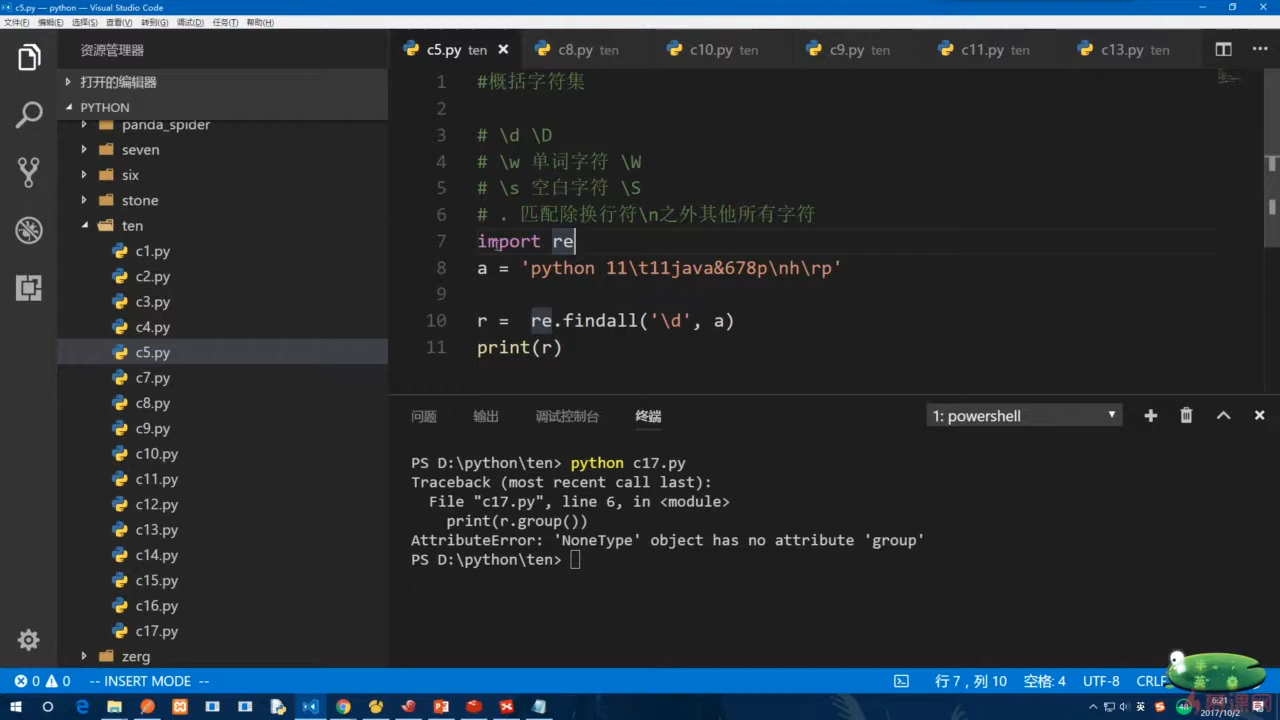 c5.py — python — Visual Studio Code
文件(F) 编辑(E) 选择(S) 查看(V) 转到(G) 调试(D) 任务(T) 帮助(H)
资源管理器
打开的编辑器
PYTHON
panda_spider
seven
six
stone
ten
c1.py
c2.py
c3.py
c4.py
c5.py
c7.py
c8.py
c9.py
c10.py
c11.py
c12.py
c13.py
c14.py
c15.py
c16.py
c17.py
zerg
c5.py ten c8.py ten c10.py ten c9.py ten c11.py ten c13.py ten
1 #概括字符集
2
3 # \d \D
4 # \w 单词字符 \W
5 # \s 空白字符 \S
6 # . 匹配除换行符\n之外其他所有字符
7 import re
8 a = 'python 11\t11java&678p\nh\rp'
9
10 r =  re.findall('\d', a)
11 print(r)
问题 输出 调试控制台 终端 1: powershell
PS D:\python\ten> python c17.py
Traceback (most recent call last):
File "c17.py", line 6, in <module>
print(r.group())
AttributeError: 'NoneType' object has no attribute 'group'
PS D:\python\ten>
0 0 -- INSERT MODE -- 行 7，列 10 空格: 4 UTF-8 CRLF
英 48 6:21
2017/10/2